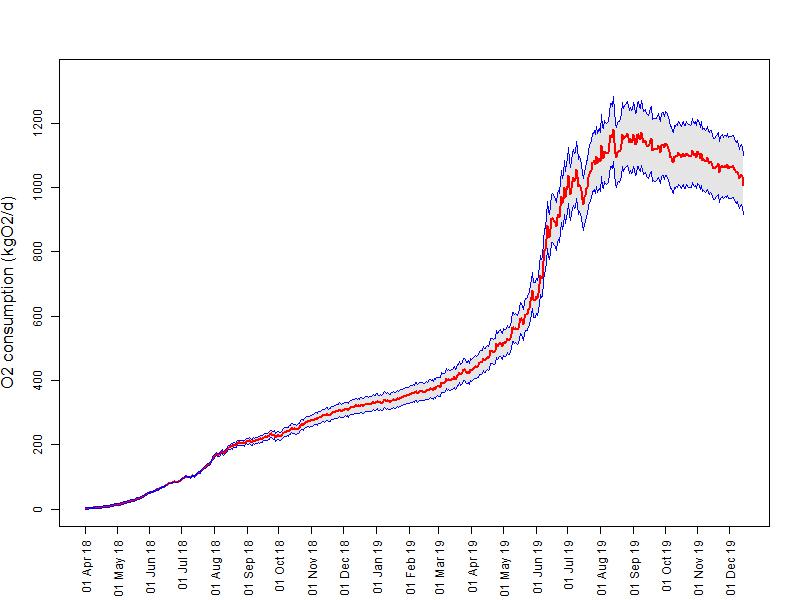 O2 consumption (kgO2/d)
1200
1000
800
600
400
200
0
01 Apr 18
01 May 18
01 Jun 18
01 Jul 18
01 Aug 18
01 Sep 18
01 Oct 18
01 Nov 18
01 Dec 18
01 Jan 19
01 Feb 19
01 Mar 19
01 Apr 19
01 May 19
01 Jun 19
01 Jul 19
01 Aug 19
01 Sep 19
01 Oct 19
01 Nov 19
01 Dec 19